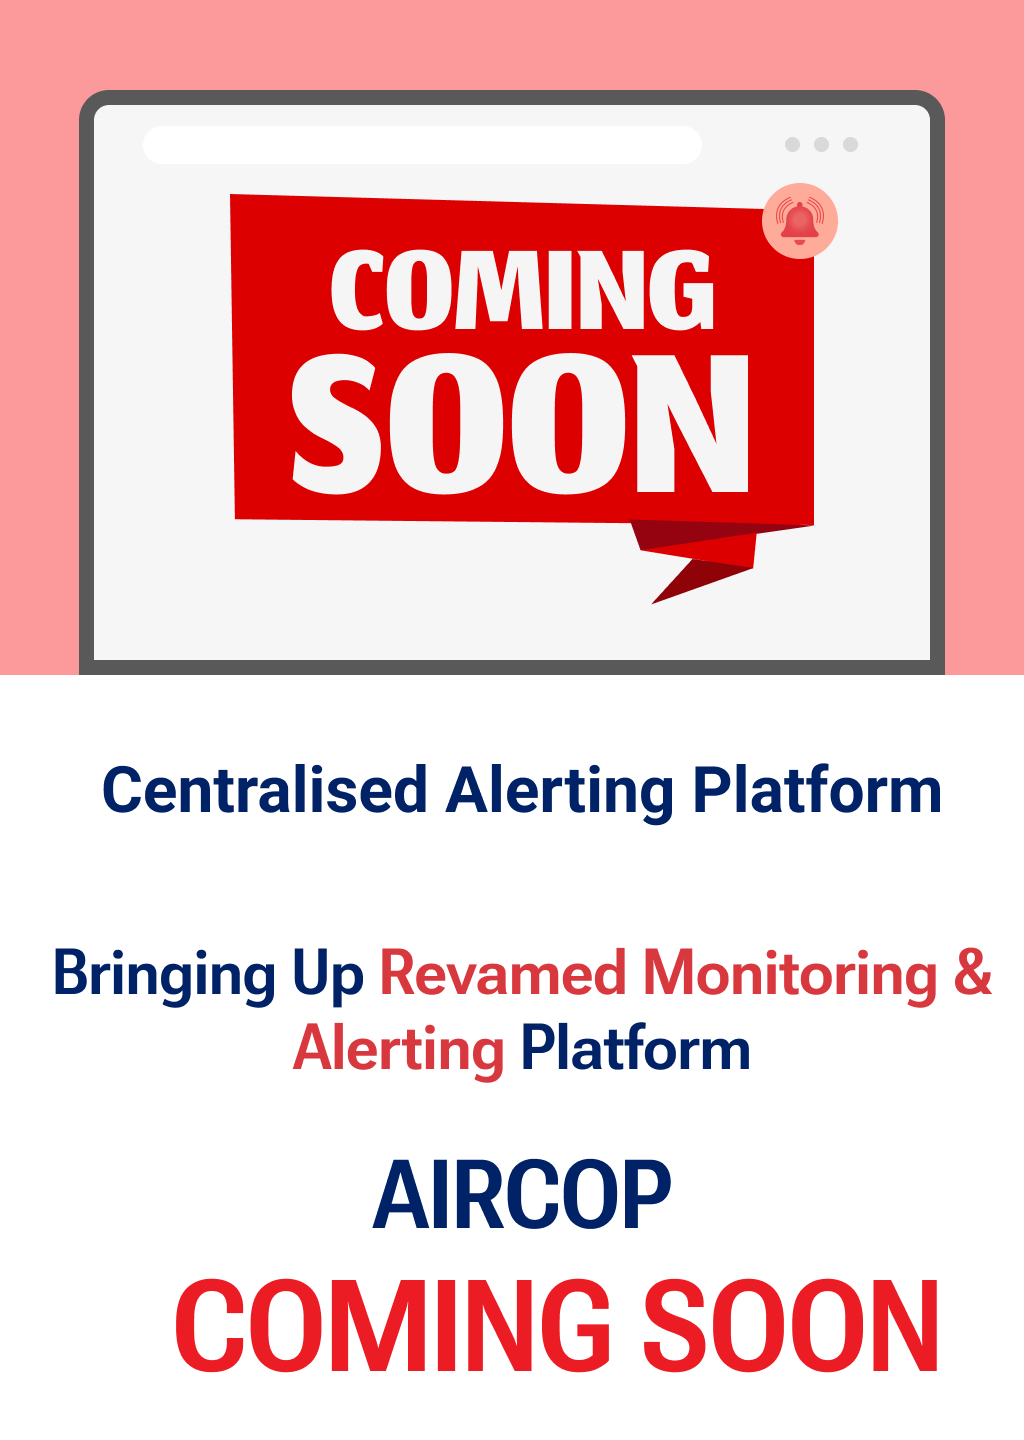 COMING
SOON
Centralised Alerting Platform
Bringing Up Revamed Monitoring &
Alerting Platform
AIRCOP
COMING SOON